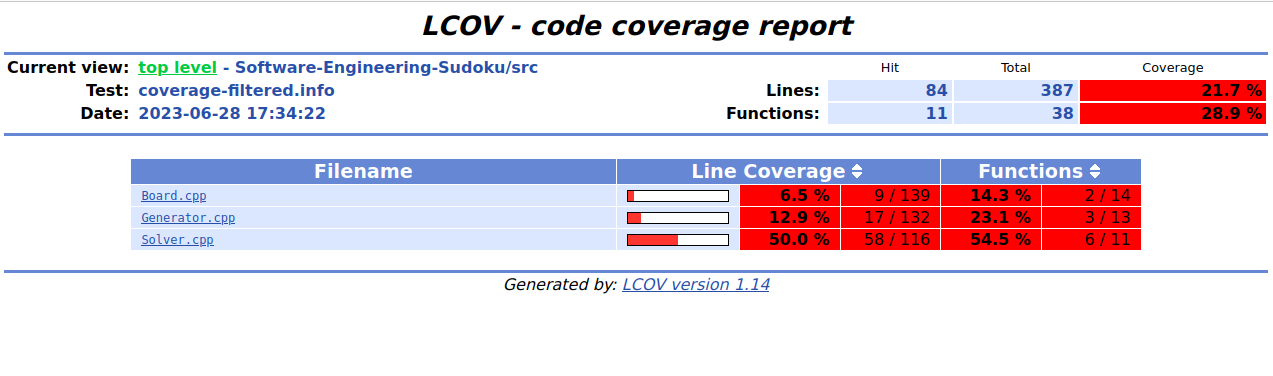 LCOV - code coverage report
Current view: top level - Software-Engineering-Sudoku/src Hit Total Coverage
Test: coverage-filtered.info Lines: 84 387 21.7 %
Date: 2023-06-28 17:34:22 Functions: 11 38 28.9 %
Filename Line Coverage Functions
Board.cpp 6.5 % 9 / 139 14.3 % 2 / 14
Generator.cpp 12.9 % 17 / 132 23.1 % 3 / 13
Solver.cpp 50.0 % 58 / 116 54.5 % 6 / 11
Generated by: LCOV version 1.14